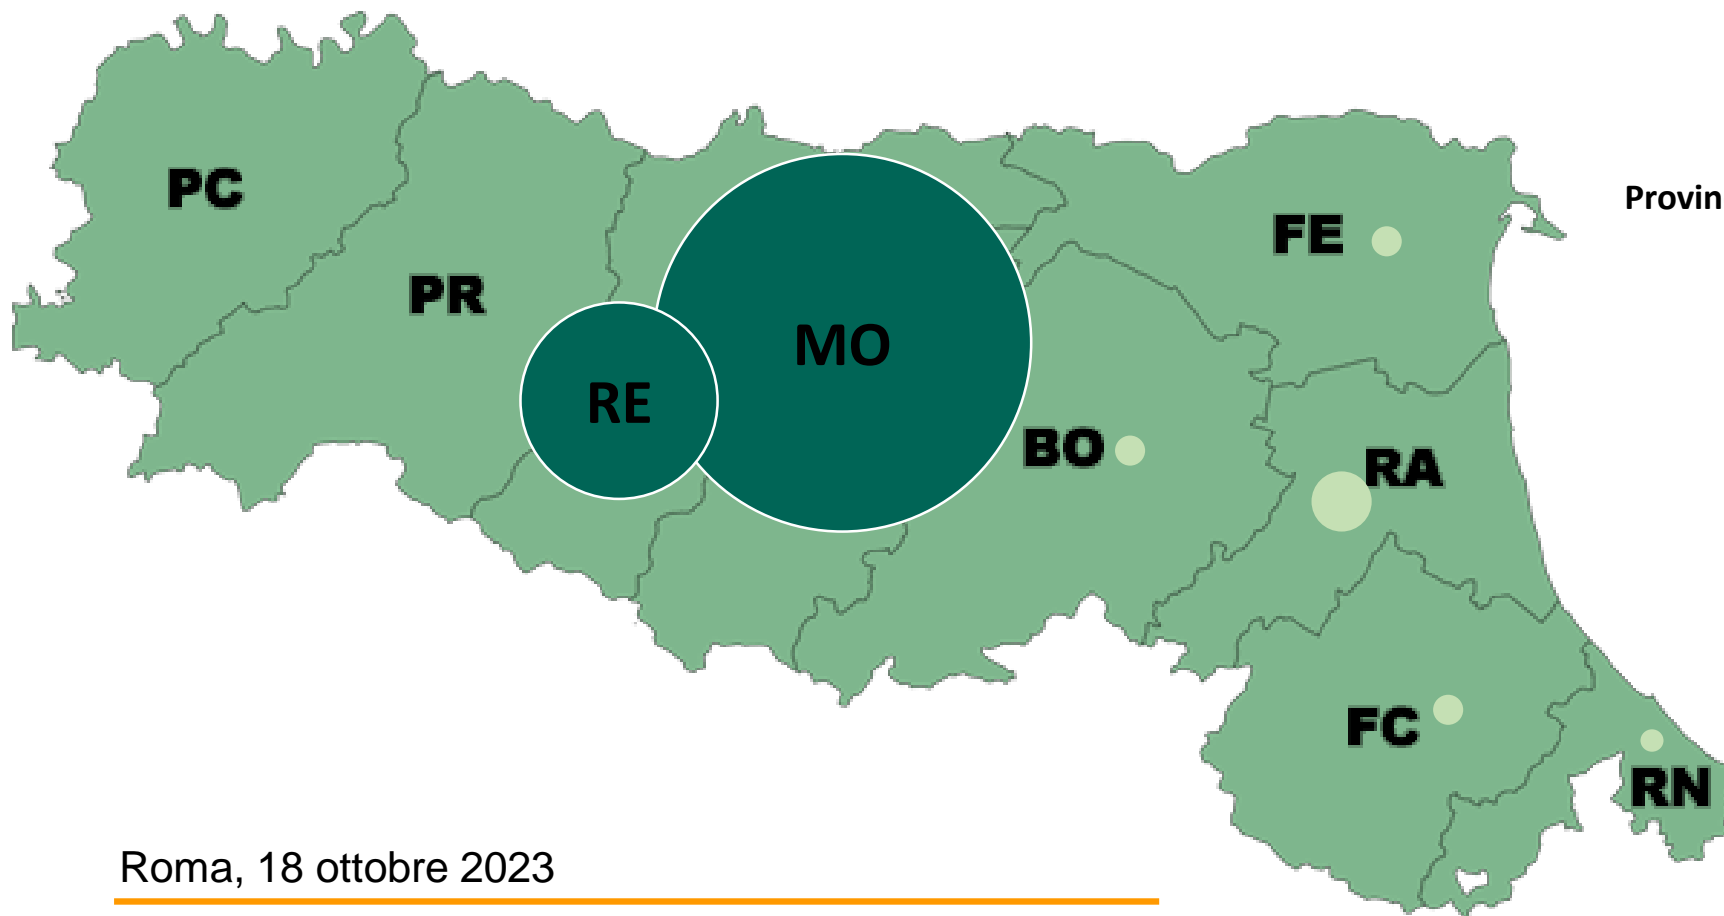 PC
Provin
FE
PR
MO
RE
BO
RA
FC
RN
Roma, 18 ottobre 2023